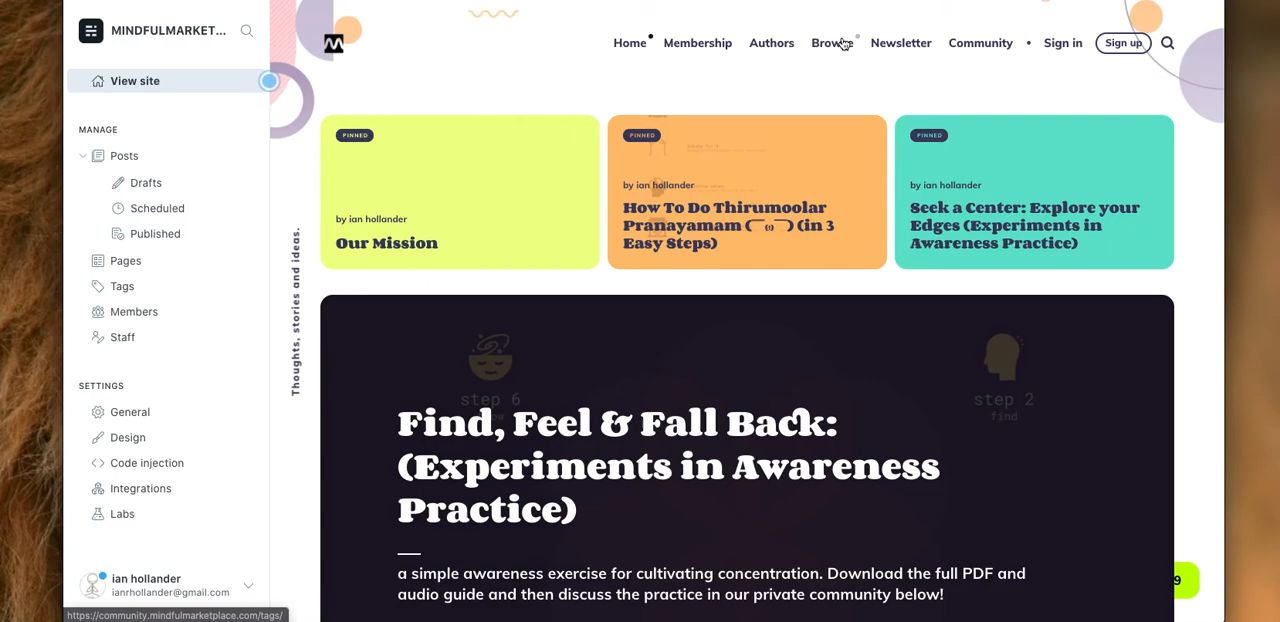 MINDFULMARKET...
View site
MANAGE
Posts
Drafts
Scheduled
Published
Pages
Tags
Members
Staff
SETTINGS
General
Design
Code injection
Integrations
Labs
ian hollander
ianrhollander@gmail.com
https://community.mindfulmarketplace.com/tags/
Home
Membership
Authors
Browse
Newsletter
Community
Sign in
Sign up
Thoughts, stories and ideas.
PINNED
by ian hollander
Our Mission
PINNED
by ian hollander
How To Do Thirumoolar
Pranayamam (￣ω￣) (in 3
Easy Steps)
PINNED
by ian hollander
Seek a Center: Explore your
Edges (Experiments in
Awareness Practice)
step 6
step 2
find
Find, Feel & Fall Back:
(Experiments in Awareness
Practice)
a simple awareness exercise for cultivating concentration. Download the full PDF and
audio guide and then discuss the practice in our private community below!
9